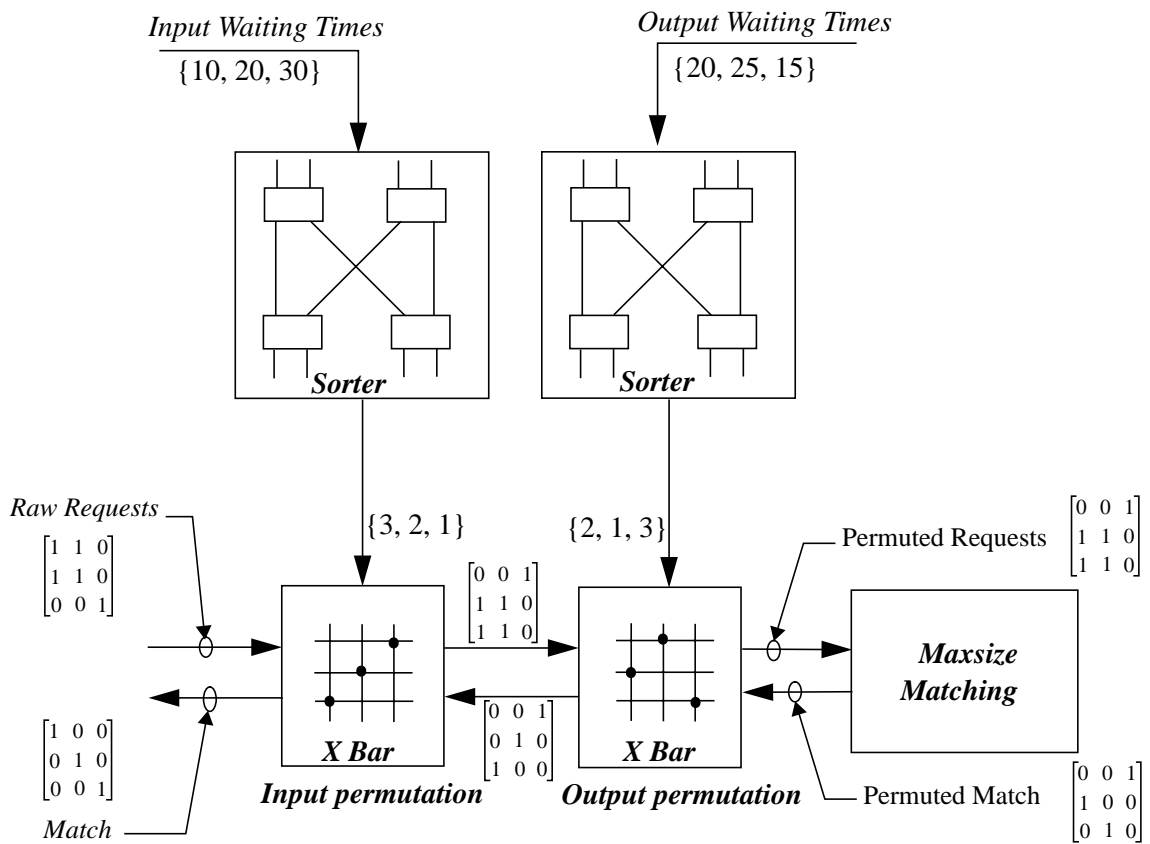 Input Waiting Times
{10, 20, 30}
Output Waiting Times
{20, 25, 15}
Sorter
Sorter
{3, 2, 1}
{2, 1, 3}
Raw Requests
1 1 0
1 1 0
0 0 1
0 0 1
1 1 0
1 1 0
Permuted Requests
0 0 1
1 1 0
1 1 0
X Bar
Input permutation
X Bar
Output permutation
Maxsize
Matching
0 0 1
0 1 0
1 0 0
1 0 0
0 1 0
0 0 1
Match
Permuted Match
0 0 1
1 0 0
0 1 0